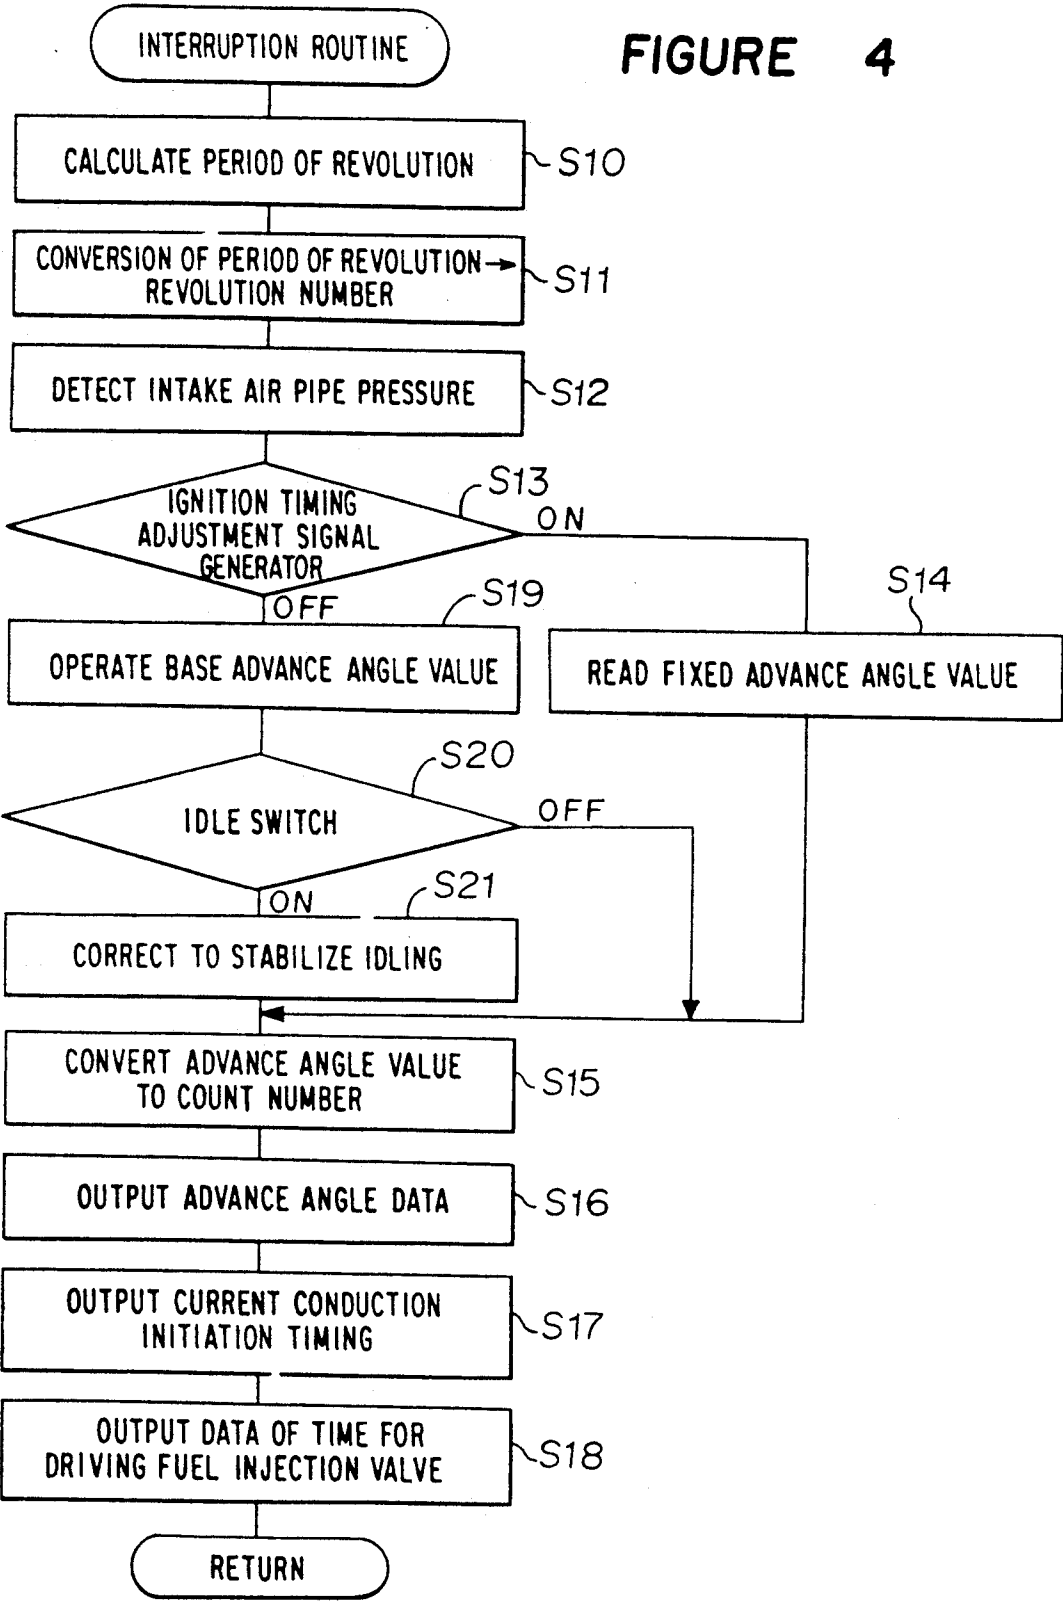 INTERRUPTION ROUTINE
FIGURE 4
CALCULATE PERIOD OF REVOLUTION
S10
CONVERSION OF PERIOD OF REVOLUTION→
REVOLUTION NUMBER
S11
DETECT INTAKE AIR PIPE PRESSURE
S12
IGNITION TIMING
ADJUSTMENT SIGNAL
GENERATOR
S13
ON
OFF
S19
S14
OPERATE BASE ADVANCE ANGLE VALUE
READ FIXED ADVANCE ANGLE VALUE
S20
IDLE SWITCH
OFF
ON
S21
CORRECT TO STABILIZE IDLING
CONVERT ADVANCE ANGLE VALUE
TO COUNT NUMBER
S15
OUTPUT ADVANCE ANGLE DATA
S16
OUTPUT CURRENT CONDUCTION
INITIATION TIMING
S17
OUTPUT DATA OF TIME FOR
DRIVING FUEL INJECTION VALVE
S18
RETURN